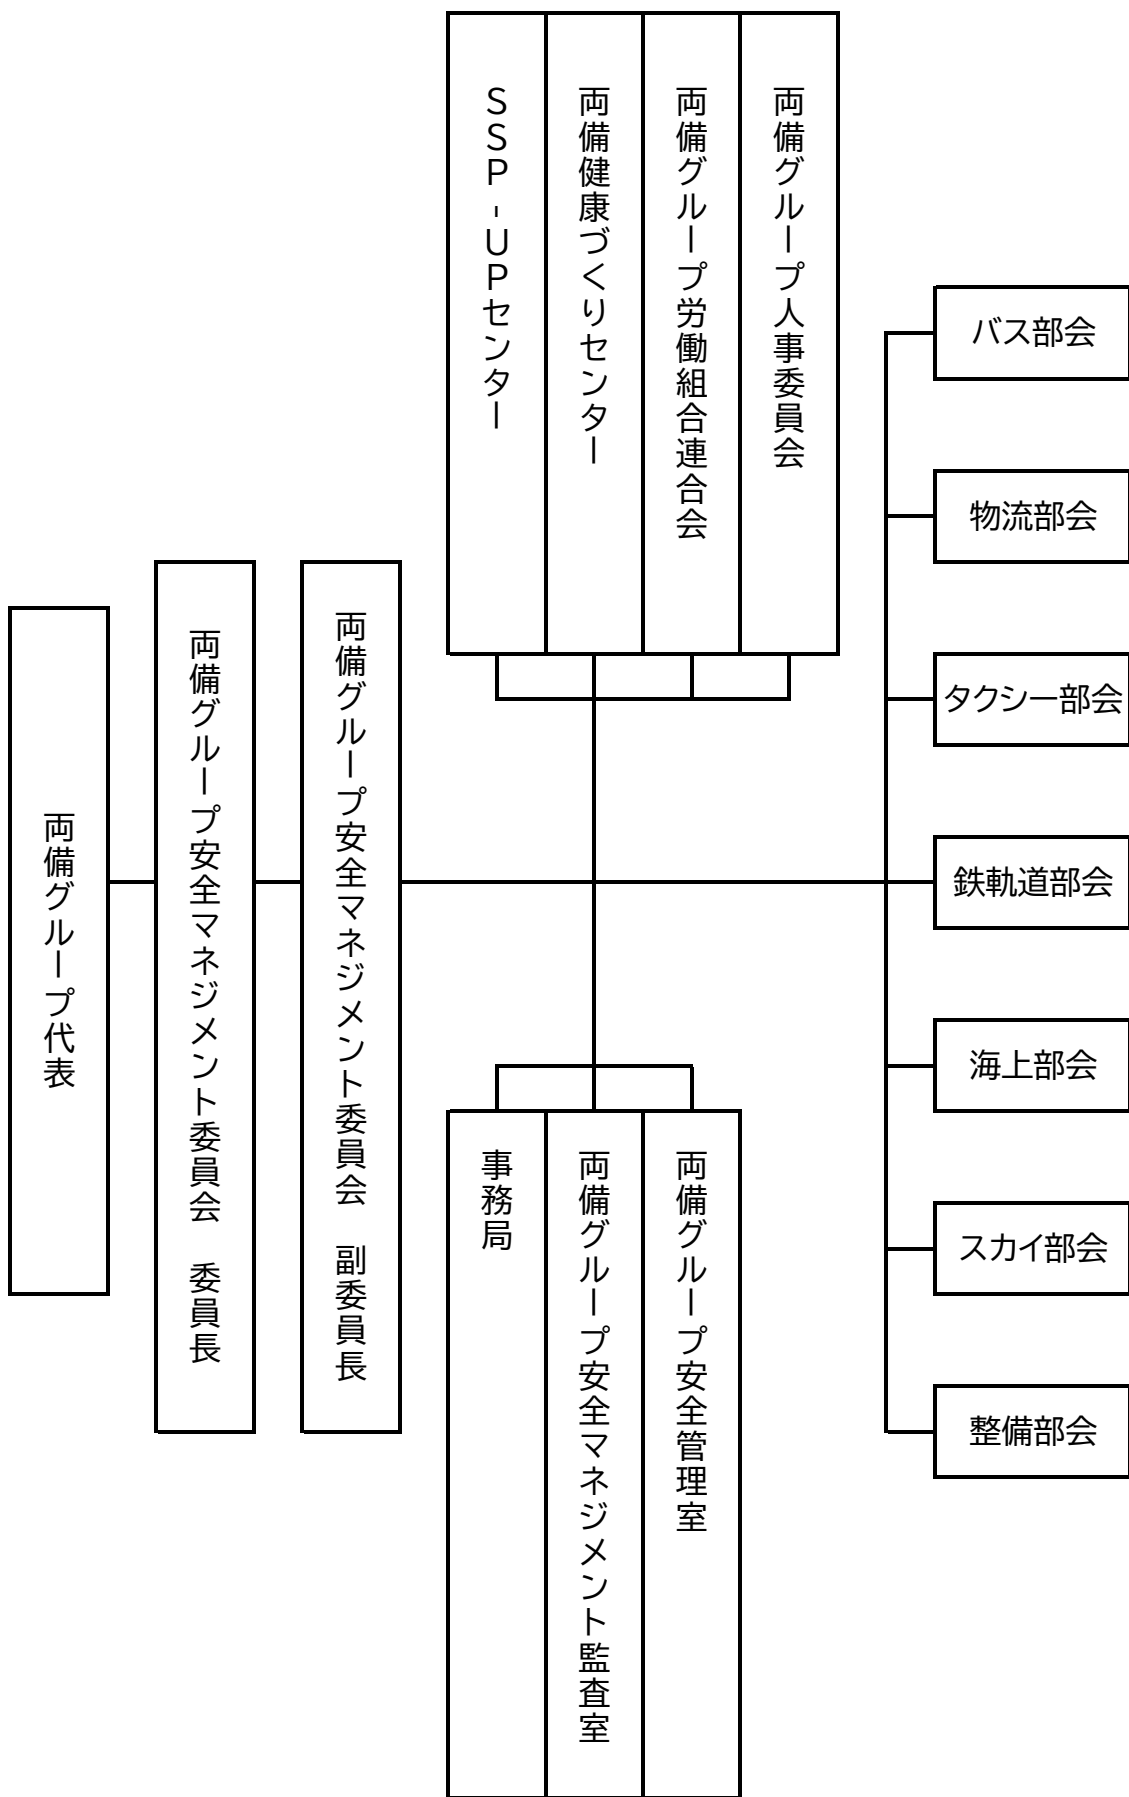 両備グループ代表
両備グループ安全マネジメント委員会　委員長
両備グループ安全マネジメント委員会　副委員長
ＳＳＰ-ＵＰセンター
両備健康づくりセンター
両備グループ労働組合連合会
両備グループ人事委員会
事務局
両備グループ安全マネジメント監査室
両備グループ安全管理室
バス部会
物流部会
タクシー部会
鉄軌道部会
海上部会
スカイ部会
整備部会